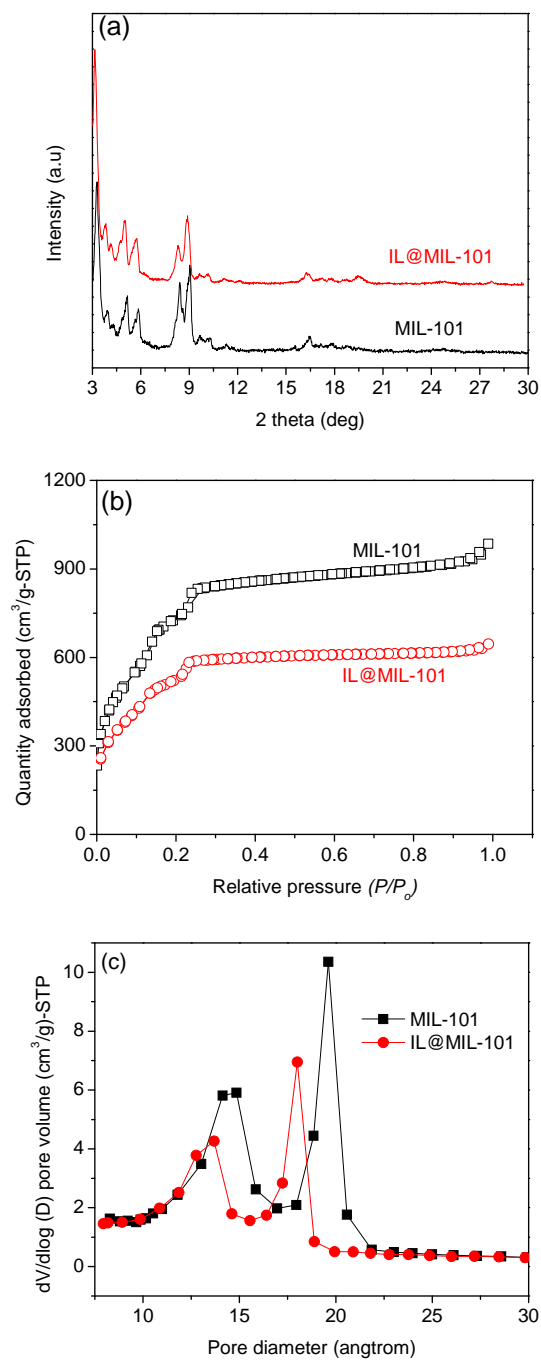 (a)
Intensity (a.u)
IL@MIL-101
MIL-101
3 6 9 12 15 18 21 24 27 30
2 theta (deg)
(b)
Quantity adsorbed (cm³/g-STP)
1200
900
600
300
0
MIL-101
IL@MIL-101
0.0 0.2 0.4 0.6 0.8 1.0
Relative pressure (P/Pₒ)
(c)
dV/dlog (D) pore volume (cm³/g)-STP
10
8
6
4
2
0
MIL-101
IL@MIL-101
10 15 20 25 30
Pore diameter (angtrom)